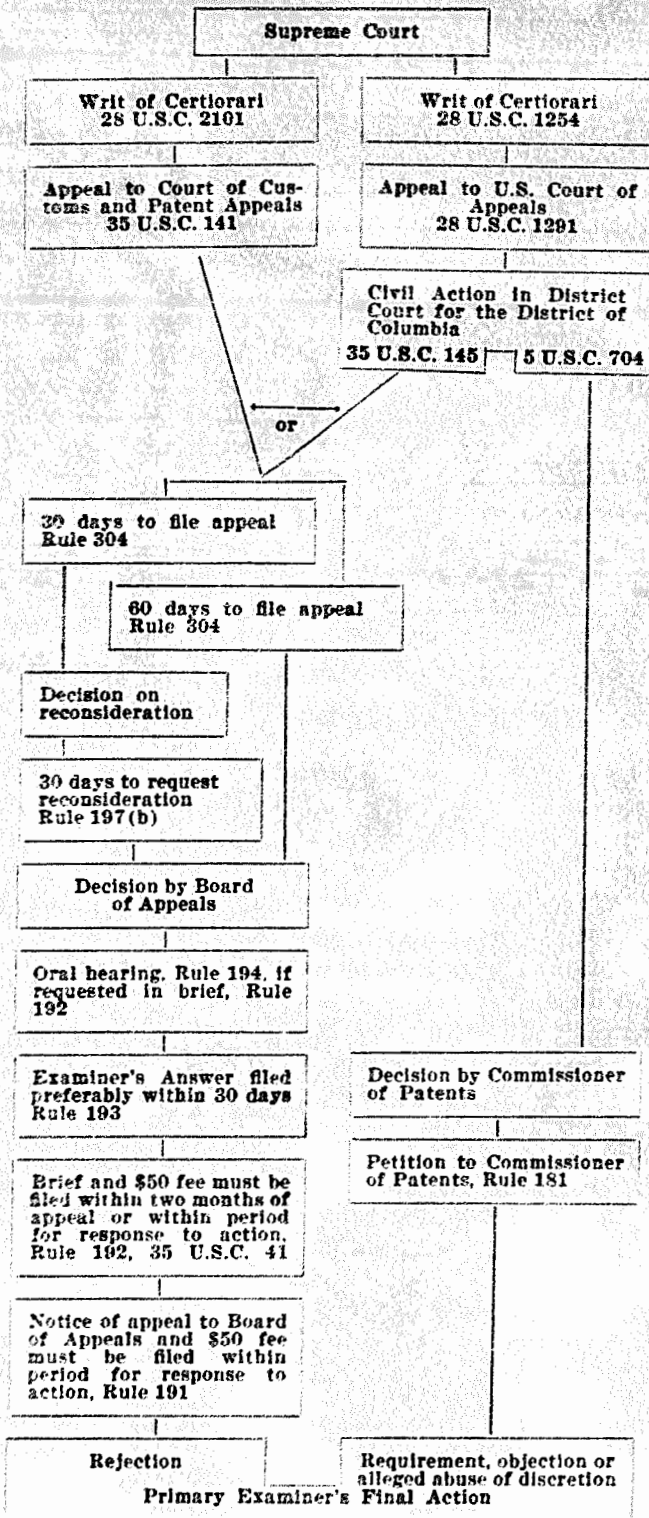 Supreme Court
Writ of Certiorari
28 U.S.C. 2101
Writ of Certiorari
28 U.S.C. 1254
Appeal to Court of Cus-
toms and Patent Appeals
35 U.S.C. 141
Appeal to U.S. Court of
Appeals
28 U.S.C. 1291
Civil Action in District
Court for the District of
Columbia
35 U.S.C. 145
5 U.S.C. 704
or
30 days to file appeal
Rule 304
60 days to file appeal
Rule 304
Decision on
reconsideration
30 days to request
reconsideration
Rule 197(b)
Decision by Board
of Appeals
Oral hearing, Rule 194, if
requested in brief, Rule
192
Examiner's Answer filed
preferably within 30 days
Rule 193
Decision by Commissioner
of Patents
Petition to Commissioner
of Patents, Rule 181
Brief and $50 fee must be
filed within two months of
appeal or within period
for response to action.
Rule 192, 35 U.S.C. 41
Notice of appeal to Board
of Appeals and $50 fee
must be filed within
period for response to
action, Rule 191
Rejection
Requirement, objection or
alleged abuse of discretion
Primary Examiner's Final Action